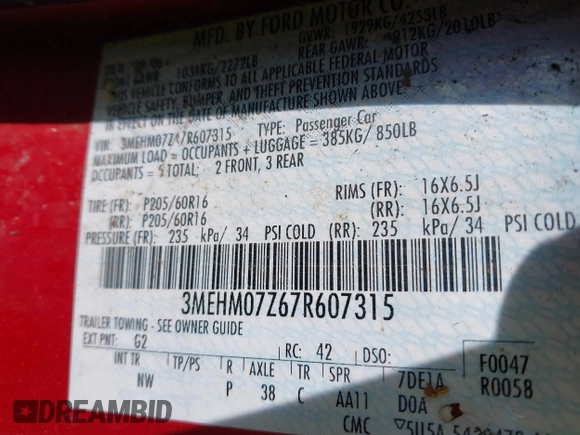 MFD. BY FORD MOTOR CO.
GVWR: 1929KG/4253LB
REAR GAWR: 912KG/2010LB
1031KG/2272LB
THIS VEHICLE CONFORMS TO ALL APPLICABLE FEDERAL MOTOR
VEHICLE SAFETY, BUMPER, AND THEFT PREVENTION STANDARDS
IN EFFECT ON THE DATE OF MANUFACTURE SHOWN ABOVE.
VIN: 3MEHM07Z67R607315 TYPE: Passenger Car
MAXIMUM LOAD = OCCUPANTS + LUGGAGE = 385KG/ 850LB
OCCUPANTS = 5 TOTAL; 2 FRONT, 3 REAR
TIRE (FR): P205/60R16 RIMS (FR): 16X6.5J
(RR): P205/60R16 (RR): 16X6.5J
PRESSURE (FR): 235 kPa/ 34 PSI COLD (RR): 235 kPa/ 34 PSI COLD
3MEHM07Z67R607315
TRAILER TOWING - SEE OWNER GUIDE
EXT PNT: G2 RC: 42 DSO: F0047
INT TR TP/PS R AXLE TR SPR 7DE1A R0058
NW P 38 C AA11 D0A
CMC
DREAMBID